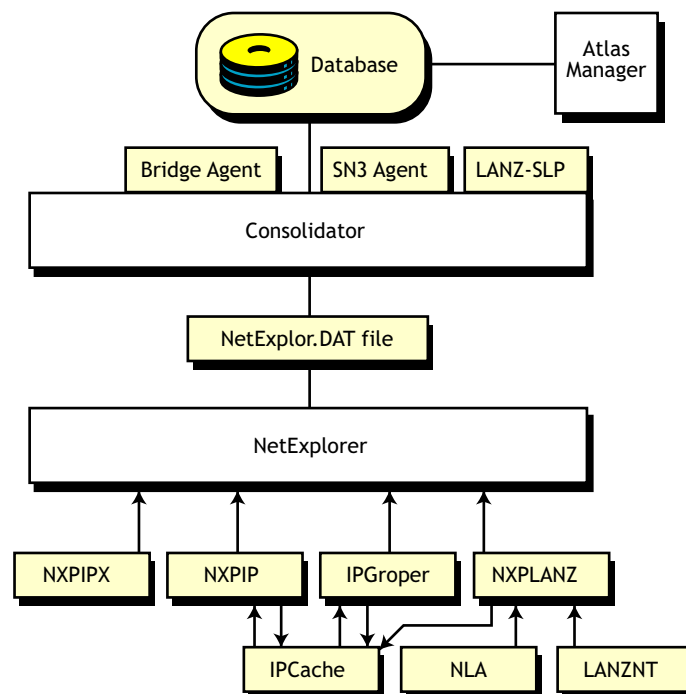 Database
Atlas
Manager
Bridge Agent
SN3 Agent
LANZ-SLP
Consolidator
NetExplor.DAT file
NetExplorer
NXPIPX
NXPIP
IPGroper
NXPLANZ
IPCache
NLA
LANZNT